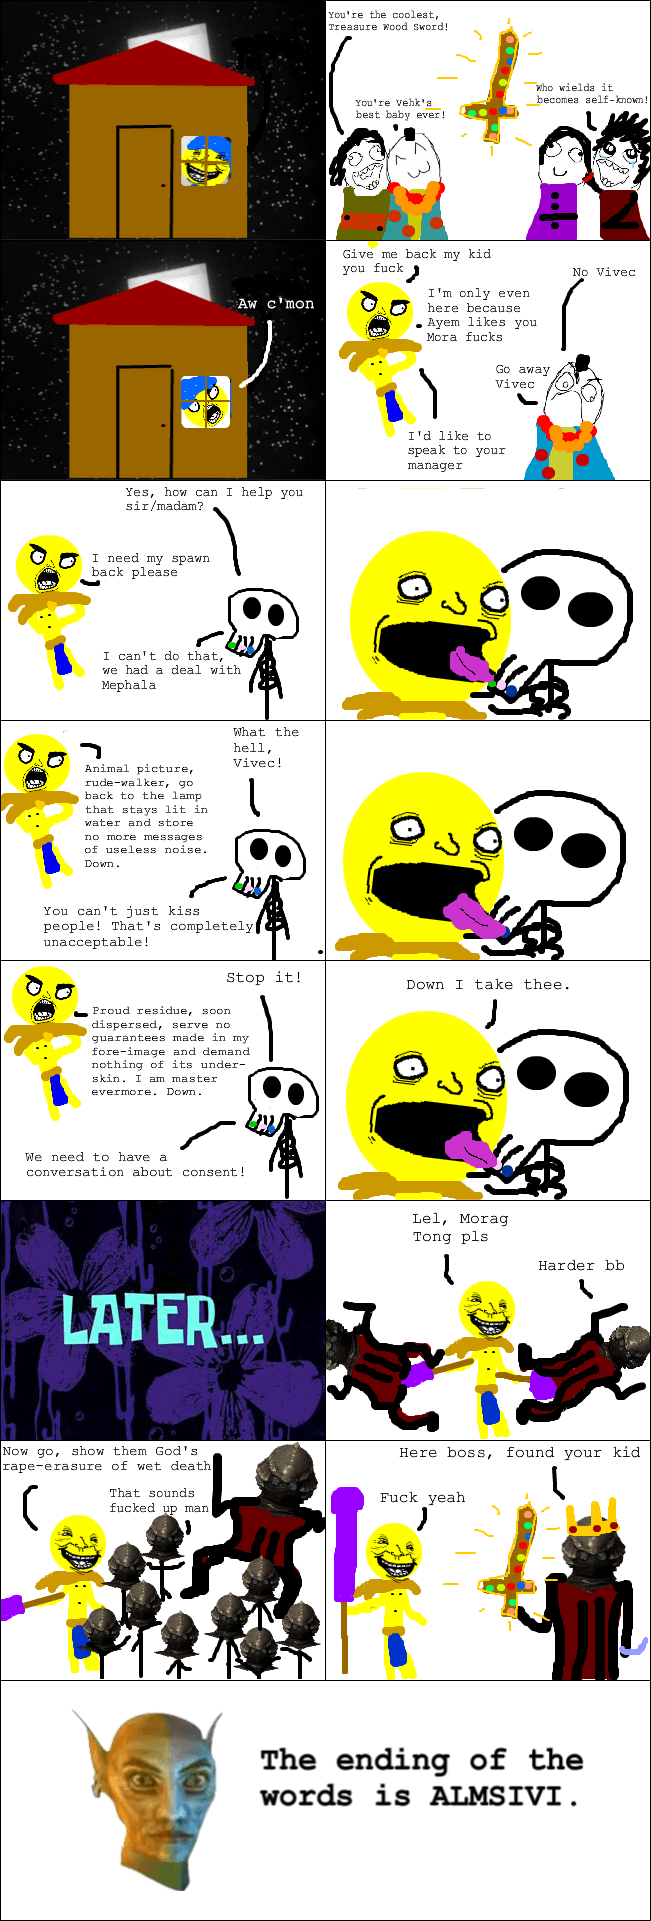 You're the coolest,
Treasure Wood Sword!
You're Vehk's
best baby ever!
Who wields it
becomes self-known!
Aw c'mon
Give me back my kid
you fuck
I'm only even
here because
Ayem likes you
Mora fucks
I'd like to
speak to your
manager
No Vivec
Go away
Vivec
Yes, how can I help you
sir/madam?
I need my spawn
back please
I can't do that,
we had a deal with
Mephala
What the
hell,
Vivec!
Animal picture,
rude-walker, go
back to the lamp
that stays lit in
water and store
no more messages
of useless noise.
Down.
You can't just kiss
people! That's completely
unacceptable!
Stop it!
Proud residue, soon
dispersed, serve no
guarantees made in my
fore-image and demand
nothing of its under-
skin. I am master
evermore. Down.
We need to have a
conversation about consent!
Down I take thee.
LATER...
Lel, Morag
Tong pls
Harder bb
Now go, show them God's
rape-erasure of wet death
That sounds
fucked up man
Here boss, found your kid
Fuck yeah
The ending of the
words is ALMSIVI.